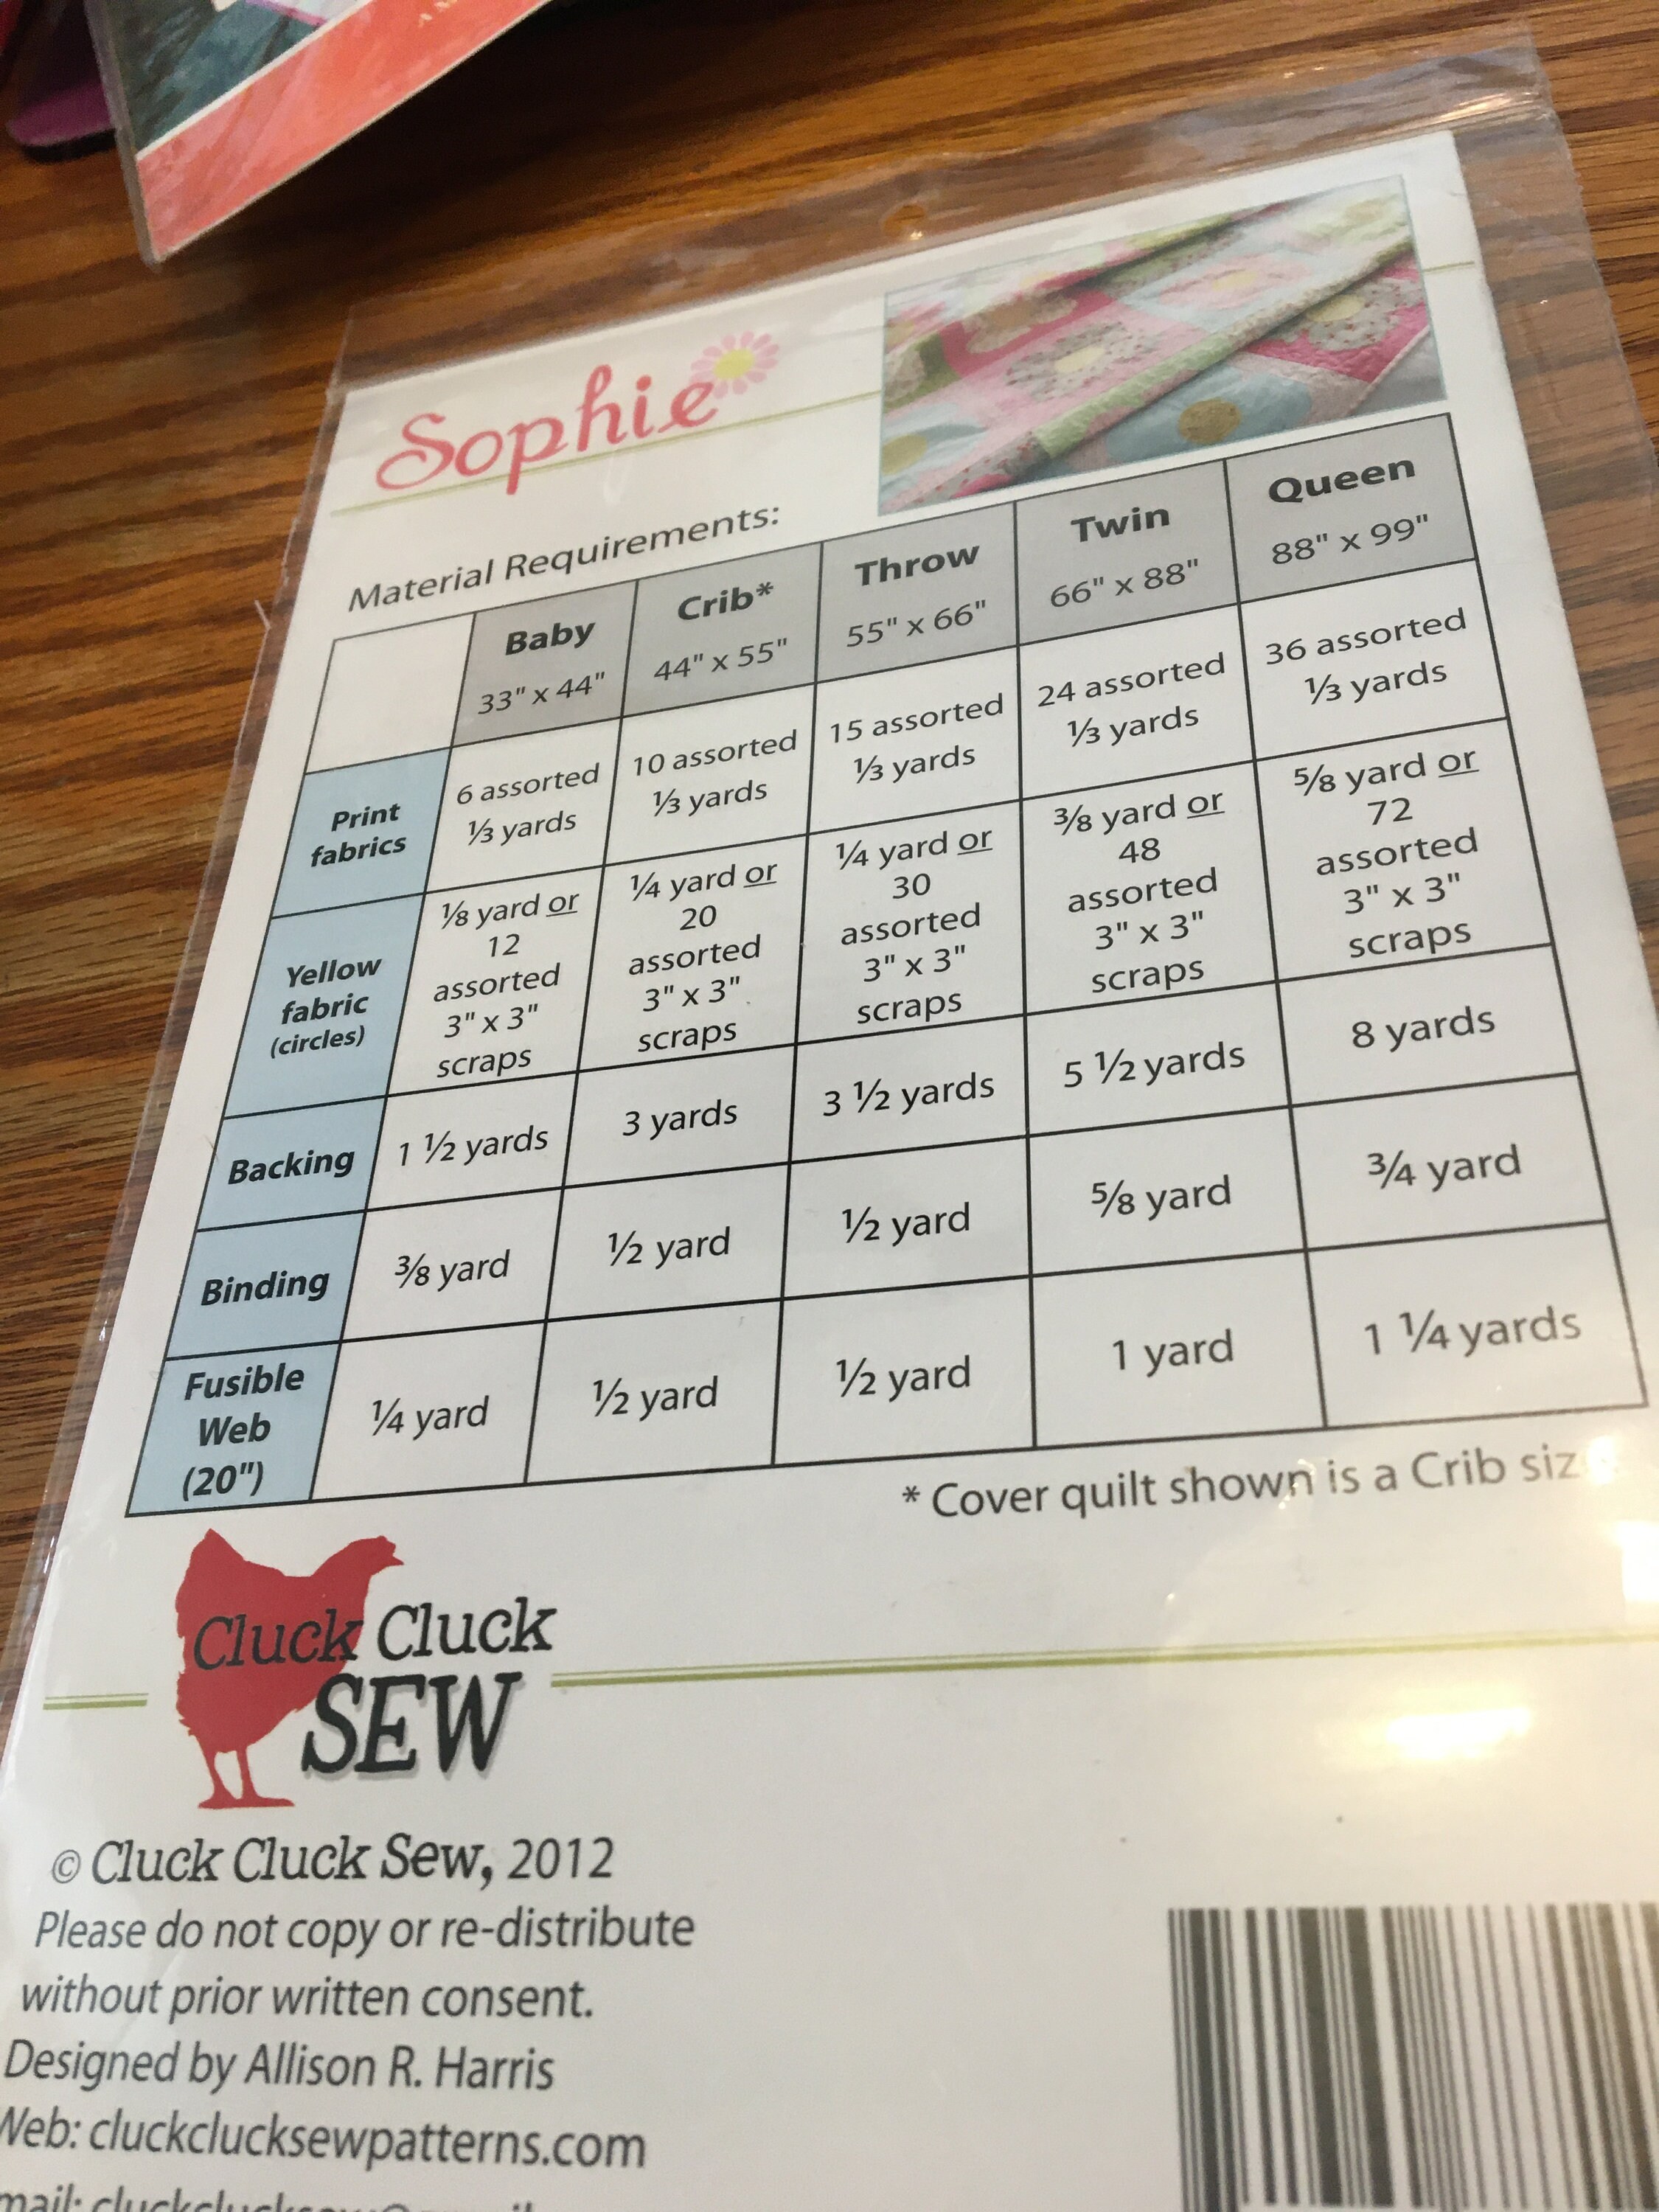 Sophie
Material Requirements:
Baby Crib* Throw Twin Queen
33" x 44" 44" x 55" 55" x 66" 66" x 88" 88" x 99"
Print fabrics
6 assorted ⅓ yards
10 assorted ⅓ yards
15 assorted ⅓ yards
24 assorted ⅓ yards
36 assorted ⅓ yards
Yellow fabric (circles)
⅛ yard or 12 assorted 3" x 3" scraps
¼ yard or 20 assorted 3" x 3" scraps
¼ yard or 30 assorted 3" x 3" scraps
⅜ yard or 48 assorted 3" x 3" scraps
⅝ yard or 72 assorted 3" x 3" scraps
Backing 1 ½ yards 3 yards 3 ½ yards 5 ½ yards 8 yards
Binding ⅜ yard ½ yard ½ yard ⅝ yard ¾ yard
Fusible Web (20") ¼ yard ½ yard ½ yard 1 yard 1 ¼ yards
* Cover quilt shown is a Crib siz
Cluck Cluck
SEW
© Cluck Cluck Sew, 2012
Please do not copy or re-distribute
without prior written consent.
Designed by Allison R. Harris
Web: cluckclucksewpatterns.com